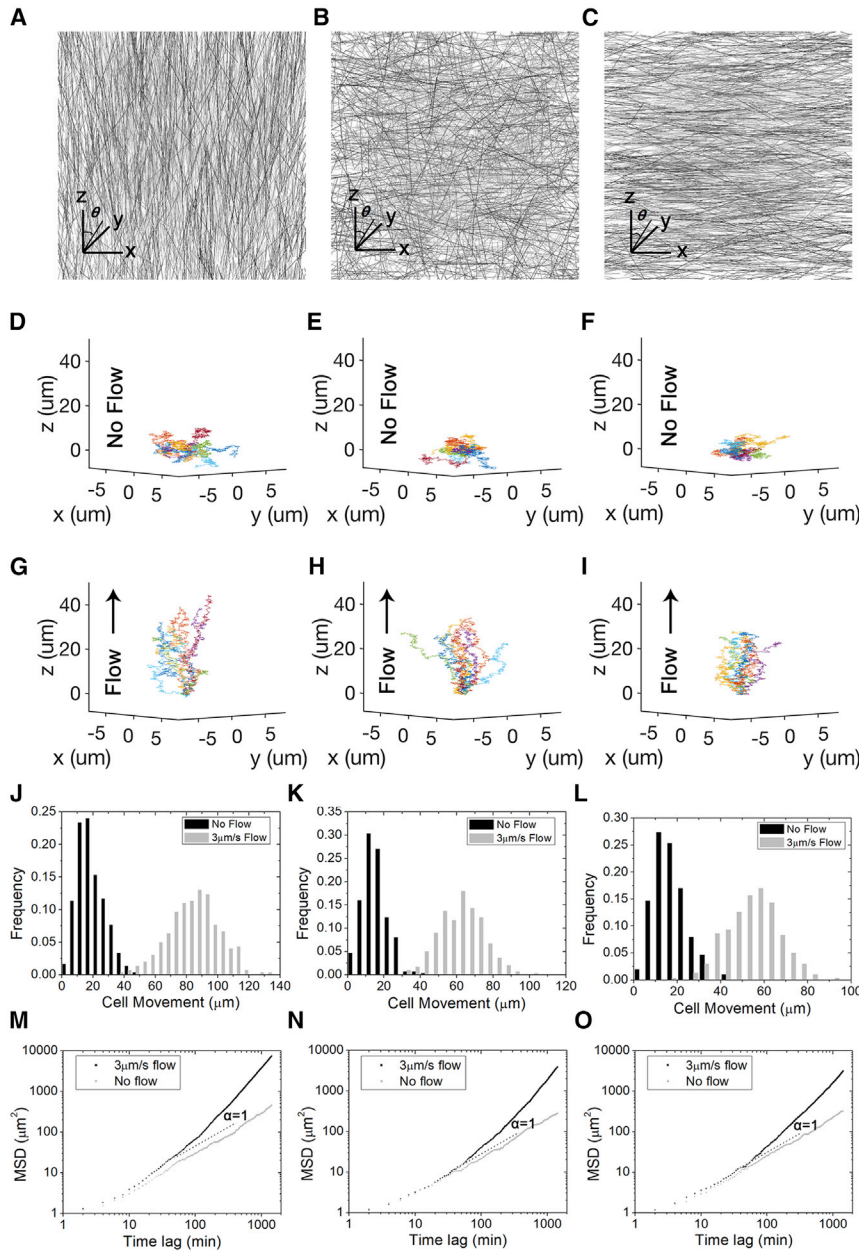 A
B
C
z
θ
y
x
z
θ
y
x
z
θ
y
x
D
E
F
z (um)
40
20
0
No Flow
-5
0
5
-5
0
5
x (um)
y (um)
z (um)
40
20
0
No Flow
-5
0
5
-5
0
5
x (um)
y (um)
z (um)
40
20
0
No Flow
-5
0
5
-5
0
5
x (um)
y (um)
G
H
I
z (um)
40
20
0
Flow
-5
0
5
-5
0
5
x (um)
y (um)
z (um)
40
20
0
Flow
-5
0
5
-5
0
5
x (um)
y (um)
z (um)
40
20
0
Flow
-5
0
5
-5
0
5
x (um)
y (um)
J
K
L
Frequency
0.25
0.20
0.15
0.10
0.05
0.00
No Flow
3μm/s Flow
0 20 40 60 80 100 120 140
Cell Movement (μm)
Frequency
0.35
0.30
0.25
0.20
0.15
0.10
0.05
0.00
No Flow
3μm/s Flow
0 20 40 60 80 100 120
Cell Movement (μm)
Frequency
0.30
0.25
0.20
0.15
0.10
0.05
0.00
No Flow
3μm/s Flow
0 20 40 60 80 100
Cell Movement (μm)
M
N
O
MSD (μm²)
10000
1000
100
10
1
3μm/s flow
No flow
α=1
1 10 100 1000
Time lag (min)
MSD (μm²)
10000
1000
100
10
1
3μm/s flow
No flow
α=1
1 10 100 1000
Time lag (min)
MSD (μm²)
10000
1000
100
10
1
3μm/s flow
No flow
α=1
1 10 100 1000
Time lag (min)